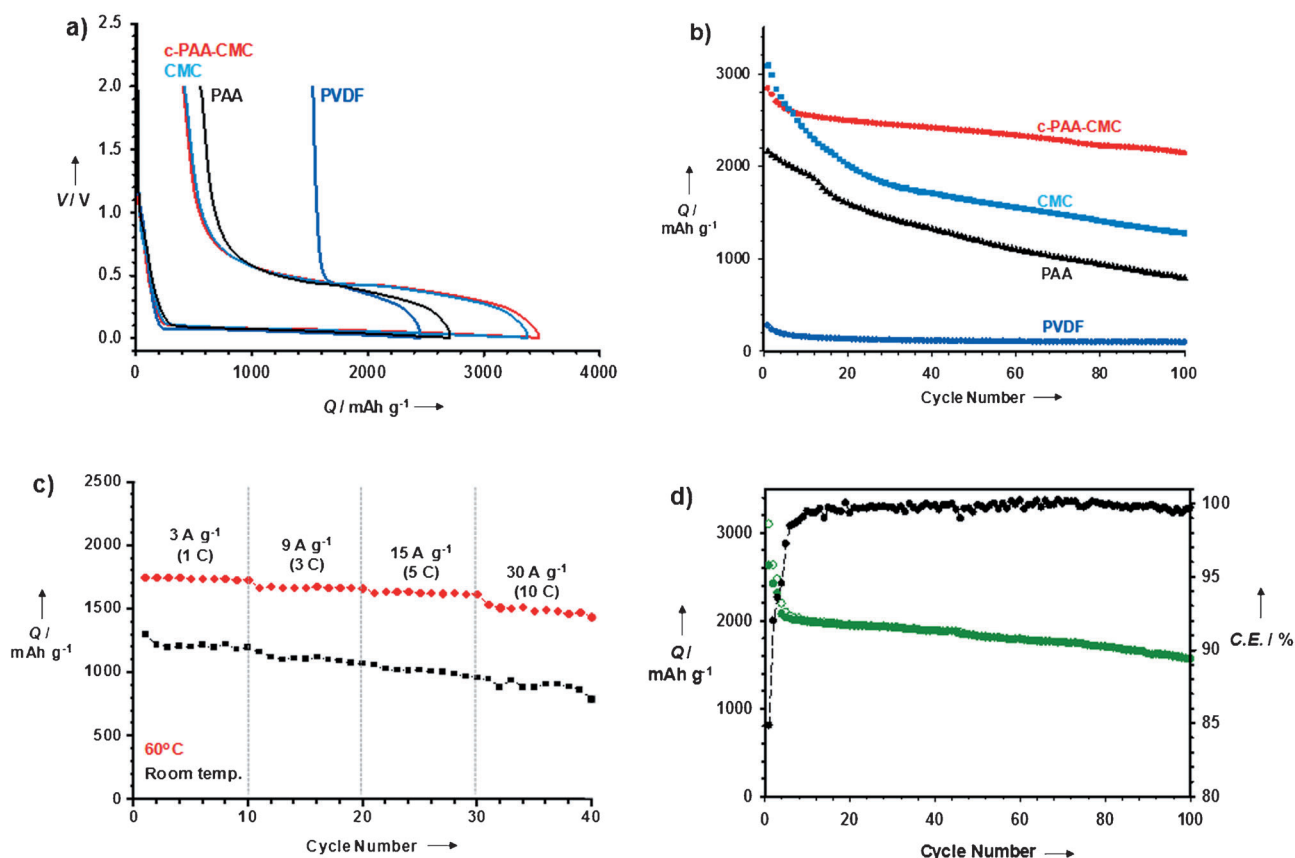 a)
c-PAA-CMC
CMC
PAA
PVDF
2.5
2.0
1.5
1.0
0.5
0.0
V / V
0
1000
2000
3000
4000
Q / mAh g⁻¹
b)
3000
2000
1000
0
Q /
mAh g⁻¹
c-PAA-CMC
CMC
PAA
PVDF
0
20
40
60
80
100
Cycle Number
c)
2500
2000
1500
1000
500
0
Q /
mAh g⁻¹
3 A g⁻¹
(1 C)
9 A g⁻¹
(3 C)
15 A g⁻¹
(5 C)
30 A g⁻¹
(10 C)
60°C
Room temp.
0
10
20
30
40
Cycle Number
d)
3000
2000
1000
0
Q /
mAh g⁻¹
100
95
90
85
80
C.E. / %
0
20
40
60
80
100
Cycle Number